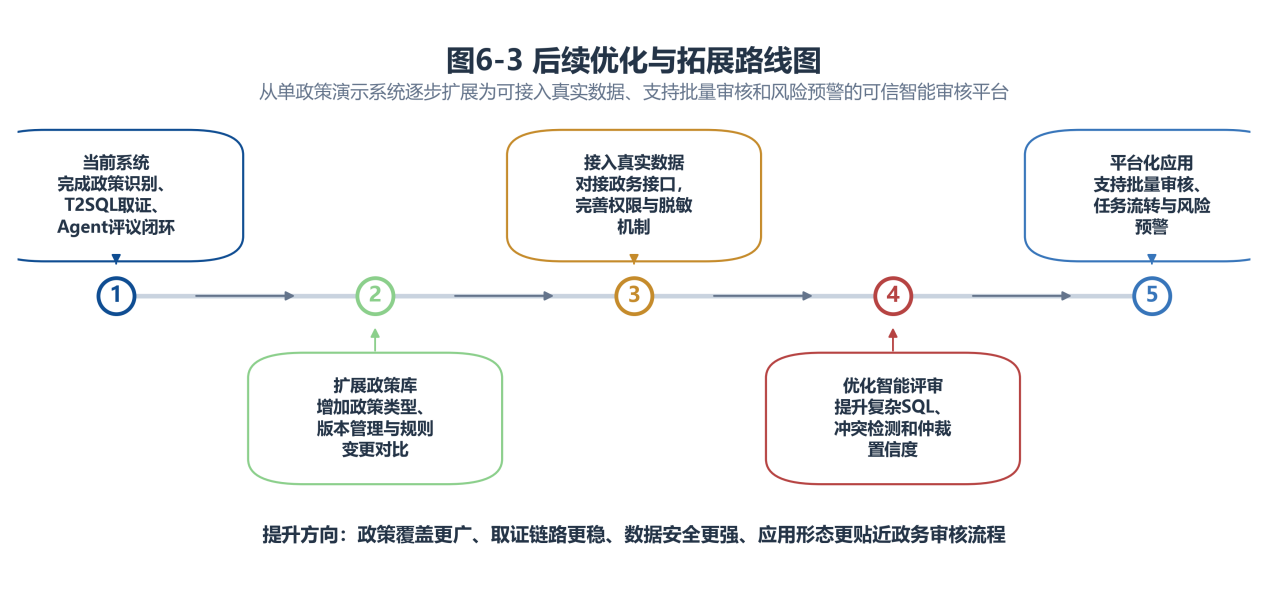 图6-3 后续优化与拓展路线图
从单政策演示系统逐步扩展为可接入真实数据、支持批量审核和风险预警的可信智能审核平台
当前系统
完成政策识别、
T2SQL取证、
Agent评议闭环
接入真实数据
对接政务接口，
完善权限与脱敏
机制
平台化应用
支持批量审核、
任务流转与风险
预警
1
2
3
4
5
扩展政策库
增加政策类型、
版本管理与规则
变更对比
优化智能评审
提升复杂SQL、
冲突检测和仲裁
置信度
提升方向：政策覆盖更广、取证链路更稳、数据安全更强、应用形态更贴近政务审核流程